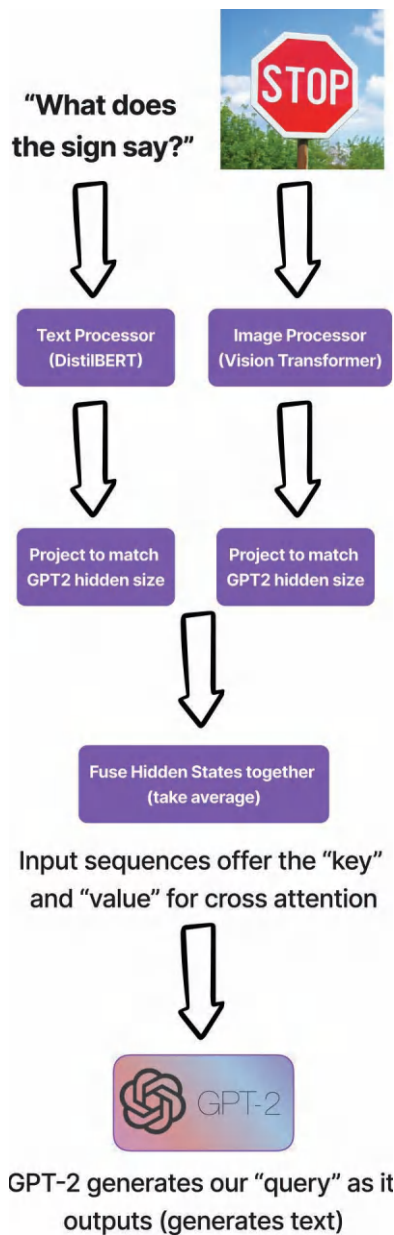 “What does
the sign say?”
STOP
Text Processor
(DistilBERT)
Image Processor
(Vision Transformer)
Project to match
GPT2 hidden size
Project to match
GPT2 hidden size
Fuse Hidden States together
(take average)
Input sequences offer the “key”
and “value” for cross attention
GPT-2
GPT-2 generates our “query” as it
outputs (generates text)